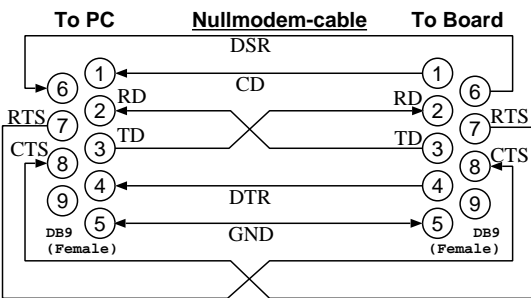 To PC Nullmodem-cable To Board
DSR
1 1
CD
6 6
RD RD
2 2
RTS 7 7 RTS
TD TD
3 3
CTS 8 8 CTS
4 4
DTR
9 9
5 5
GND
DB9 DB9
(Female) (Female)